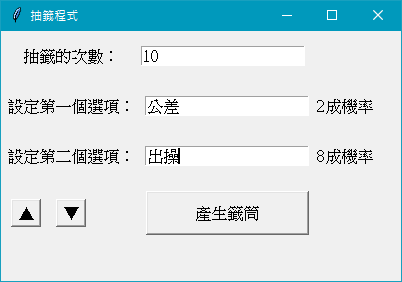 抽籤程式
抽籤的次數： 10
設定第一個選項： 公差 2成機率
設定第二個選項： 出操 8成機率
▲ ▼ 產生籤筒